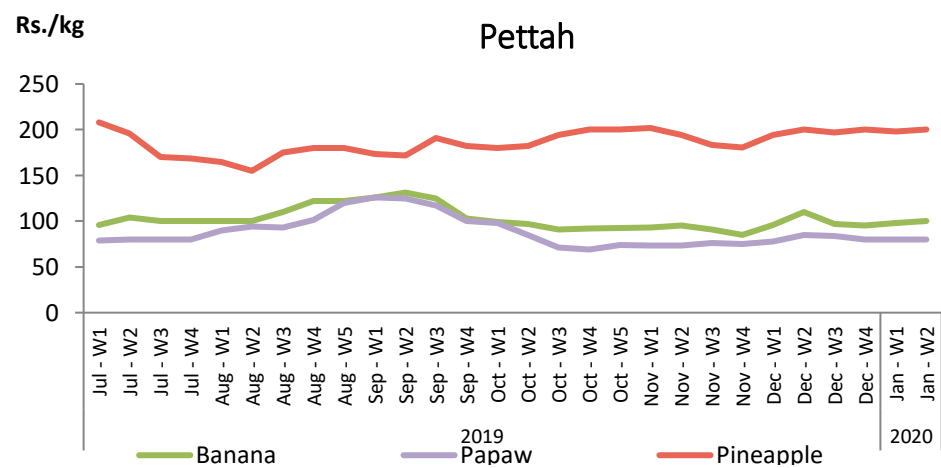 Rs./kg
Pettah
250
200
150
100
50
0
Jul - W1
Jul - W2
Jul - W3
Jul - W4
Aug - W1
Aug - W2
Aug - W3
Aug - W4
Aug - W5
Sep - W1
Sep - W2
Sep - W3
Sep - W4
Oct - W1
Oct - W2
Oct - W3
Oct - W4
Oct - W5
Nov - W1
Nov - W2
Nov - W3
Nov - W4
Dec - W1
Dec - W2
Dec - W3
Dec - W4
Jan - W1
Jan - W2
2019 2020
Banana Papaw Pineapple